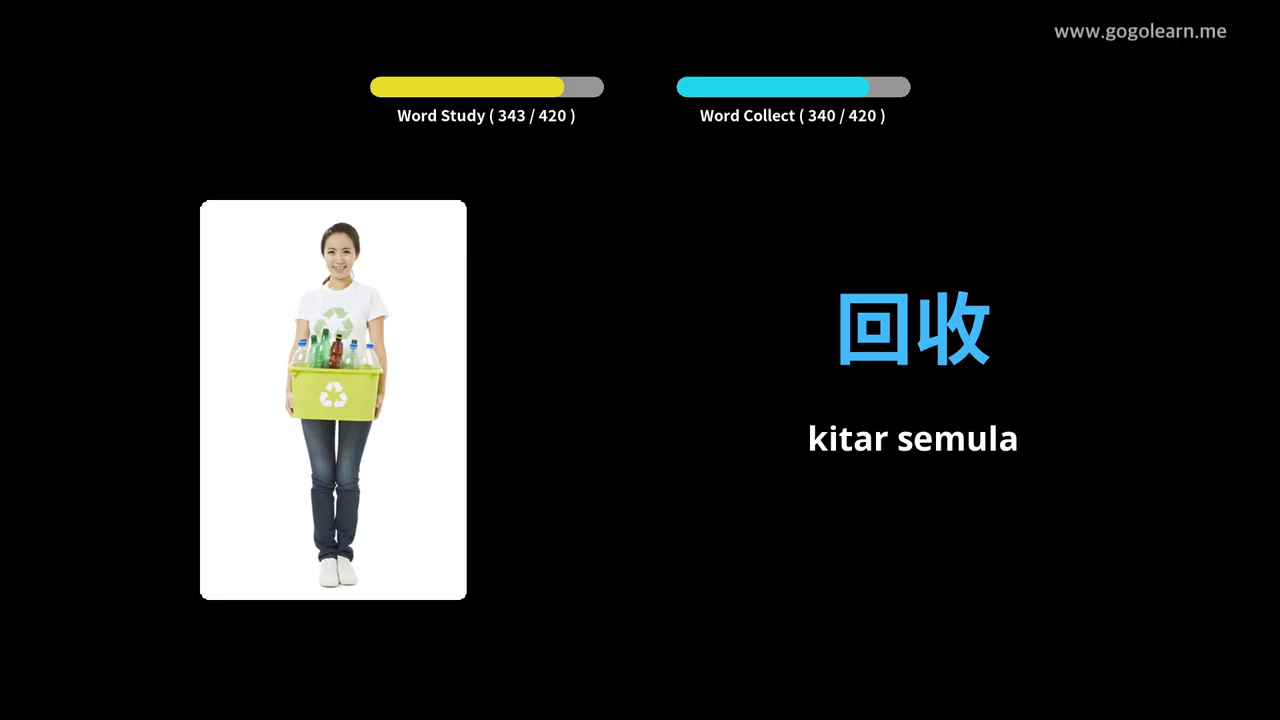 www.gogolearn.me
Word Study ( 343 / 420 )
Word Collect ( 340 / 420 )
回收
kitar semula